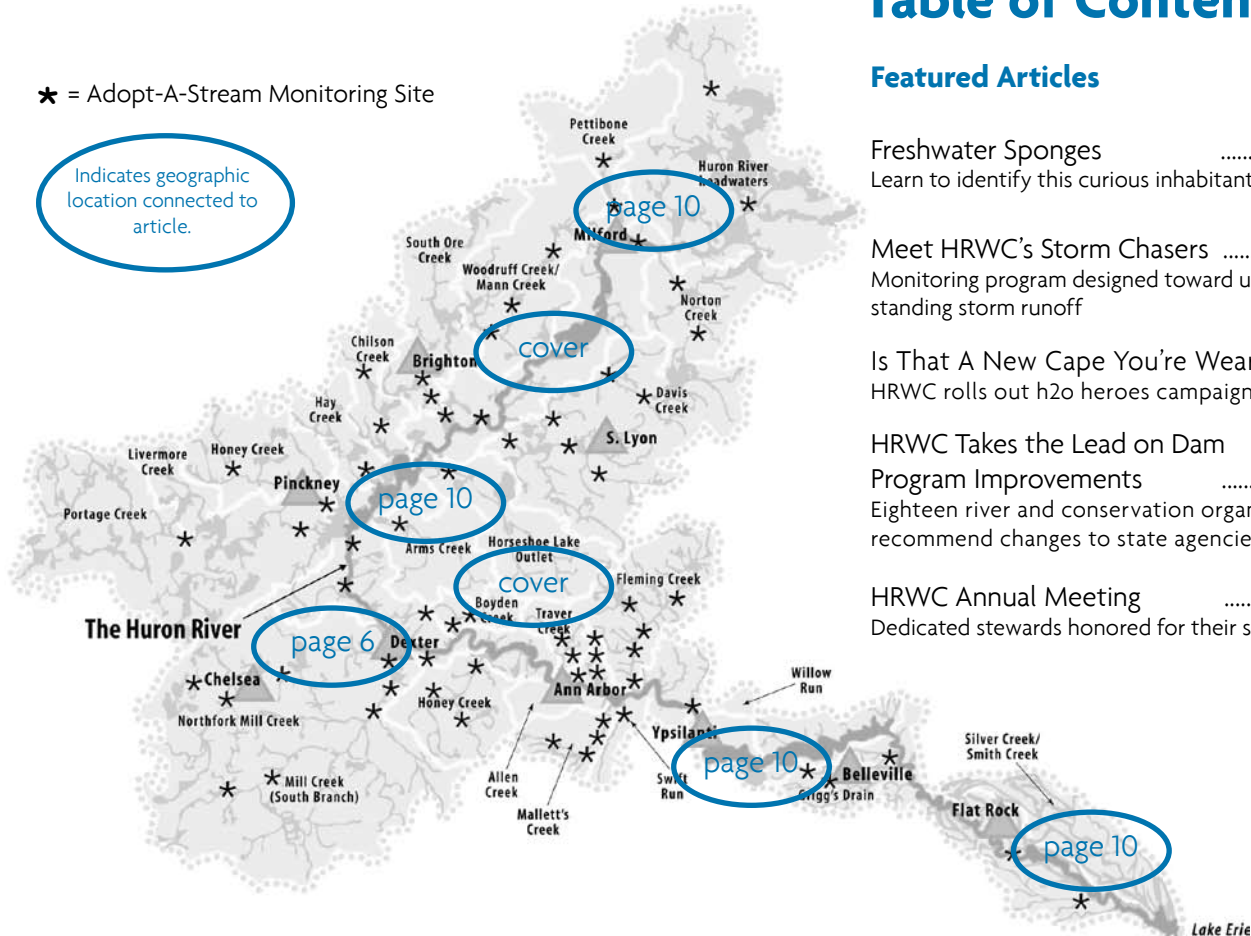 Table of Conten
★ = Adopt-A-Stream Monitoring Site
Indicates geographic
location connected to
article.
Featured Articles
Freshwater Sponges ......
Learn to identify this curious inhabitant
Meet HRWC's Storm Chasers ......
Monitoring program designed toward u
standing storm runoff
Is That A New Cape You're Wear
HRWC rolls out h2o heroes campaign
HRWC Takes the Lead on Dam
Program Improvements ......
Eighteen river and conservation organ
recommend changes to state agencie
HRWC Annual Meeting ......
Dedicated stewards honored for their s
Pettibone
Creek
Huron River
headwaters
page 10
Milford
South Ore
Creek
Woodruff Creek/
Mann Creek
Norton
Creek
cover
Chilson
Creek
Brighton
Davis
Creek
Hay
Creek
S. Lyon
Livermore
Creek
Honey Creek
Pinckney
page 10
Portage Creek
Arms Creek
Horseshoe Lake
Outlet
cover
Fleming Creek
Boyden
Creek
Traver
Creek
The Huron River
page 6
Dexter
Chelsea
Ann Arbor
Honey Creek
Northfork Mill Creek
Willow
Run
Ypsilanti
page 10
Belleville
Silver Creek/
Smith Creek
Mill Creek
(South Branch)
Allen
Creek
Swift
Run
Grigg's Drain
Mallett's
Creek
Flat Rock
page 10
Lake Erie